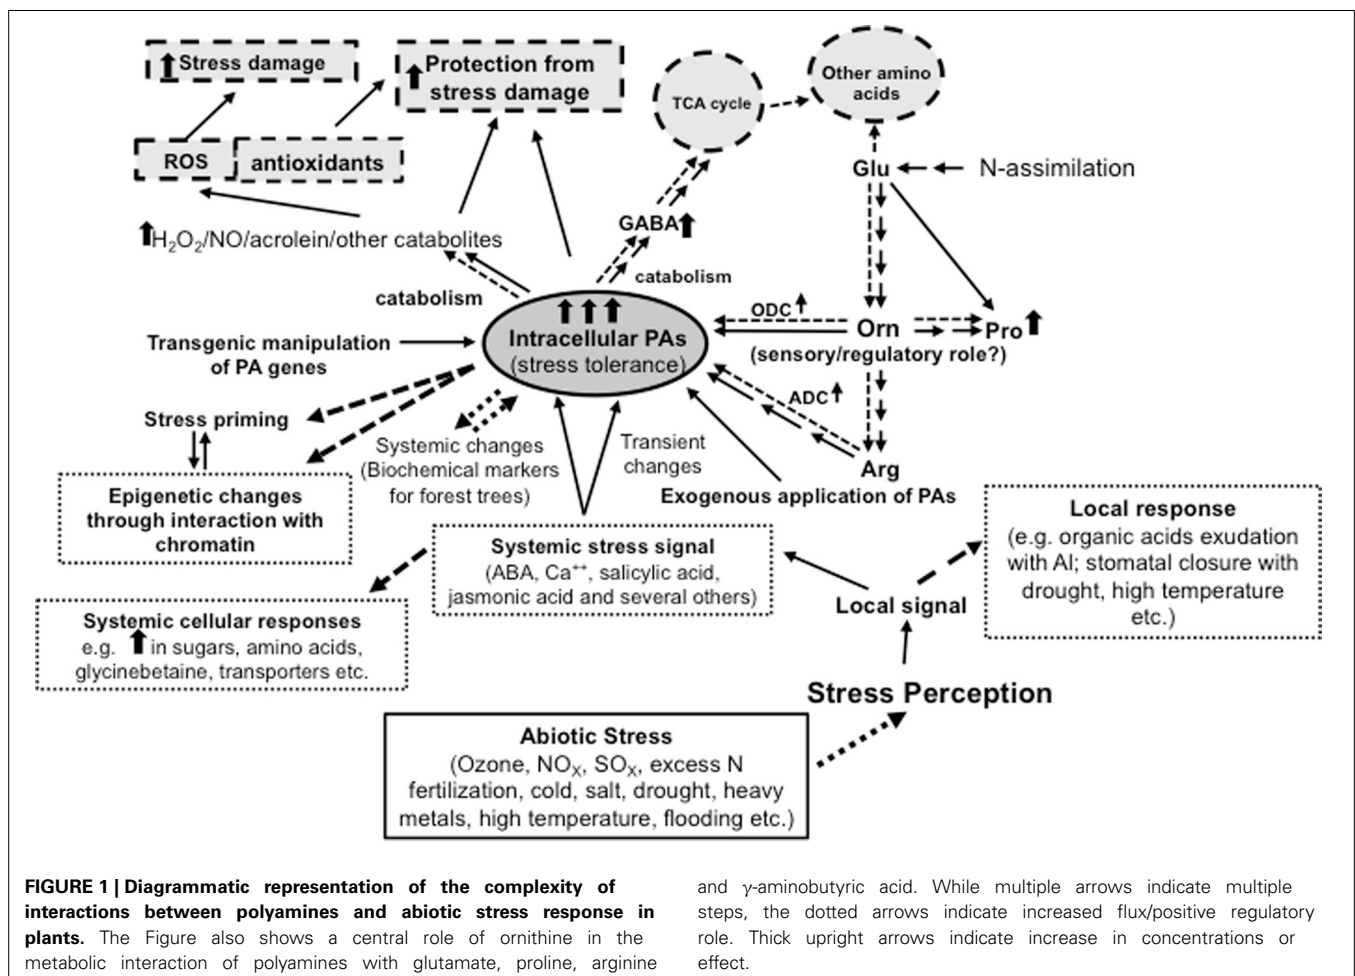 Stress damage
Protection from
stress damage
TCA cycle
Other amino
acids
ROS
antioxidants
Glu
N-assimilation
GABA
H2O2/NO/acrolein/other catabolites
catabolism
catabolism
Intracellular PAs
(stress tolerance)
ODC
Orn
Pro
(sensory/regulatory role?)
Transgenic manipulation
of PA genes
ADC
Stress priming
Systemic changes
(Biochemical markers
for forest trees)
Transient
changes
Arg
Exogenous application of PAs
Epigenetic changes
through interaction with
chromatin
Systemic stress signal
(ABA, Ca++, salicylic acid,
jasmonic acid and several others)
Local response
(e.g. organic acids exudation
with Al; stomatal closure with
drought, high temperature
etc.)
Local signal
Systemic cellular responses
e.g. in sugars, amino acids,
glycinebetaine, transporters etc.
Stress Perception
Abiotic Stress
(Ozone, NOX, SOX, excess N
fertilization, cold, salt, drought, heavy
metals, high temperature, flooding etc.)
FIGURE 1 | Diagrammatic representation of the complexity of
interactions between polyamines and abiotic stress response in
plants. The Figure also shows a central role of ornithine in the
metabolic interaction of polyamines with glutamate, proline, arginine
and γ-aminobutyric acid. While multiple arrows indicate multiple
steps, the dotted arrows indicate increased flux/positive regulatory
role. Thick upright arrows indicate increase in concentrations or
effect.